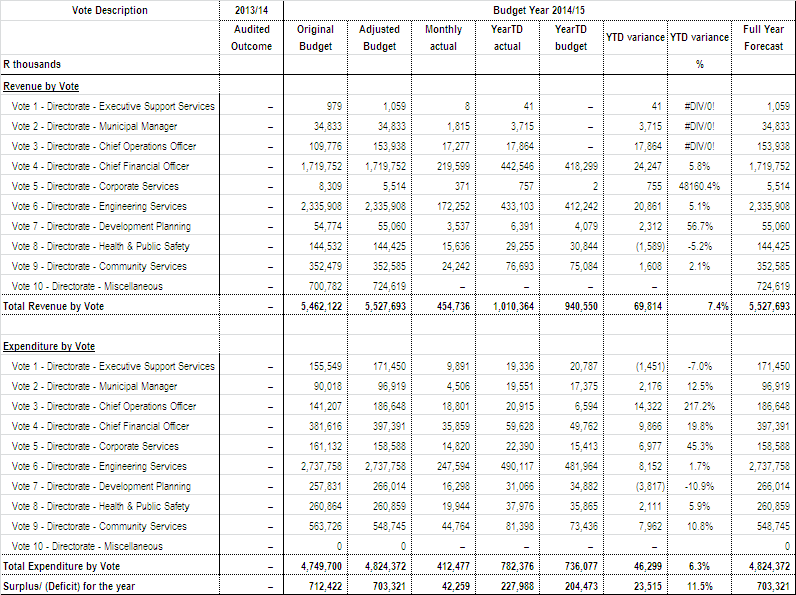 Vote Description 2013/14 Budget Year 2014/15
Audited Original Adjusted Monthly YearTD YearTD YTD variance YTD variance Full Year
Outcome Budget Budget actual actual budget Forecast
R thousands %
Revenue by Vote
Vote 1 - Directorate - Executive Support Services – 979 1,059 8 41 – 41 #DIV/0! 1,059
Vote 2 - Directorate - Municipal Manager – 34,833 34,833 1,815 3,715 – 3,715 #DIV/0! 34,833
Vote 3 - Directorate - Chief Operations Officer – 109,776 153,938 17,277 17,864 – 17,864 #DIV/0! 153,938
Vote 4 - Directorate - Chief Financial Officer – 1,719,752 1,719,752 219,599 442,546 418,299 24,247 5.8% 1,719,752
Vote 5 - Directorate - Corporate Services – 8,309 5,514 371 757 2 755 48160.4% 5,514
Vote 6 - Directorate - Engineering Services – 2,335,908 2,335,908 172,252 433,103 412,242 20,861 5.1% 2,335,908
Vote 7 - Directorate - Development Planning – 54,774 55,060 3,537 6,391 4,079 2,312 56.7% 55,060
Vote 8 - Directorate - Health & Public Safety – 144,532 144,425 15,636 29,255 30,844 (1,589) -5.2% 144,425
Vote 9 - Directorate - Community Services – 352,479 352,585 24,242 76,693 75,084 1,608 2.1% 352,585
Vote 10 - Directorate - Miscellaneous – 700,782 724,619 – – – – 724,619
Total Revenue by Vote – 5,462,122 5,527,693 454,736 1,010,364 940,550 69,814 7.4% 5,527,693
Expenditure by Vote
Vote 1 - Directorate - Executive Support Services – 155,549 171,450 9,891 19,336 20,787 (1,451) -7.0% 171,450
Vote 2 - Directorate - Municipal Manager – 90,018 96,919 4,506 19,551 17,375 2,176 12.5% 96,919
Vote 3 - Directorate - Chief Operations Officer – 141,207 186,648 18,801 20,915 6,594 14,322 217.2% 186,648
Vote 4 - Directorate - Chief Financial Officer – 381,616 397,391 35,859 59,628 49,762 9,866 19.8% 397,391
Vote 5 - Directorate - Corporate Services – 161,132 158,588 14,820 22,390 15,413 6,977 45.3% 158,588
Vote 6 - Directorate - Engineering Services – 2,737,758 2,737,758 247,594 490,117 481,964 8,152 1.7% 2,737,758
Vote 7 - Directorate - Development Planning – 257,831 266,014 16,298 31,066 34,882 (3,817) -10.9% 266,014
Vote 8 - Directorate - Health & Public Safety – 260,864 260,859 19,944 37,976 35,865 2,111 5.9% 260,859
Vote 9 - Directorate - Community Services – 563,726 548,745 44,764 81,398 73,436 7,962 10.8% 548,745
Vote 10 - Directorate - Miscellaneous – 0 0 – – – – 0
Total Expenditure by Vote – 4,749,700 4,824,372 412,477 782,376 736,077 46,299 6.3% 4,824,372
Surplus/ (Deficit) for the year – 712,422 703,321 42,259 227,988 204,473 23,515 11.5% 703,321